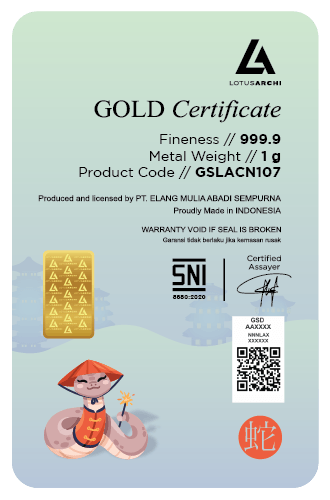 LOTUSARCHI
GOLD Certificate
Fineness // 999.9
Metal Weight // 1 g
Product Code // GSLACN107
Produced and licensed by PT. ELANG MULIA ABADI SEMPURNA
Proudly Made in INDONESIA
WARRANTY VOID IF SEAL IS BROKEN
Garansi tidak berlaku jika kemasan rusak
SNI
8880:2020
Certified
Assayer
GSD
AAXXXX
NNNLAX
XXXXXX
蛇